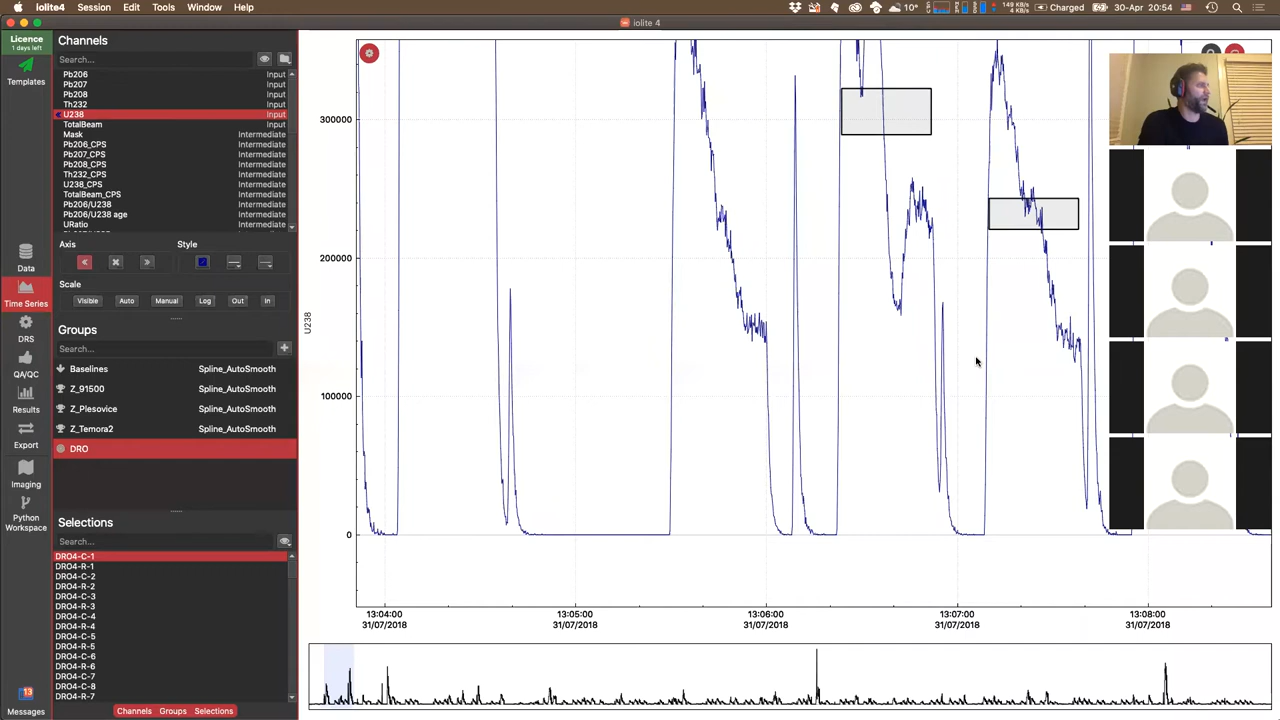 iolite4 Session Edit Tools Window Help
10° 149 KB/s 4 KB/s Charged 30-Apr 20:54
iolite 4
Licence
1 days left
Templates
Data
Time Series
DRS
QA/QC
Results
Export
Imaging
Python
Workspace
13
Messages
Channels
Search...
Pb206 Input
Pb207 Input
Pb208 Input
Th232 Input
U238 Input
TotalBeam Input
Mask Intermediate
Pb206_CPS Intermediate
Pb207_CPS Intermediate
Pb208_CPS Intermediate
Th232_CPS Intermediate
U238_CPS Intermediate
TotalBeam_CPS Intermediate
Pb206/U238 Intermediate
Pb206/U238 age Intermediate
URatio Intermediate
Axis Style
Scale
Visible Auto Manual Log Out In
Groups
Search...
Baselines Spline_AutoSmooth
Z_91500 Spline_AutoSmooth
Z_Plesovice Spline_AutoSmooth
Z_Temora2 Spline_AutoSmooth
DRO
Selections
Search...
DRO4-C-1
DRO4-R-1
DRO4-C-2
DRO4-R-2
DRO4-C-3
DRO4-R-3
DRO4-C-4
DRO4-R-4
DRO4-C-5
DRO4-R-5
DRO4-C-6
DRO4-R-6
DRO4-C-7
DRO4-C-8
DRO4-R-7
Channels Groups Selections
U238
300000
200000
100000
0
13:04:00 13:05:00 13:06:00 13:07:00 13:08:00
31/07/2018 31/07/2018 31/07/2018 31/07/2018 31/07/2018